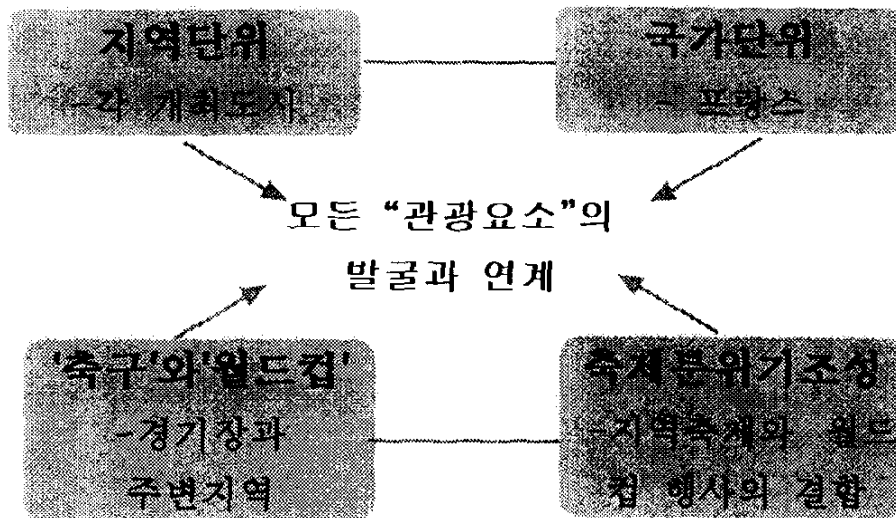 지역단위
-각 개최도시
국가단위
- 프랑스
모든 “관광요소”의
발굴과 연계
'축구'와'월드컵'
-경기장과
주변지역
축제분위기조성
-지역축제와 월드
컵 행사의 결합